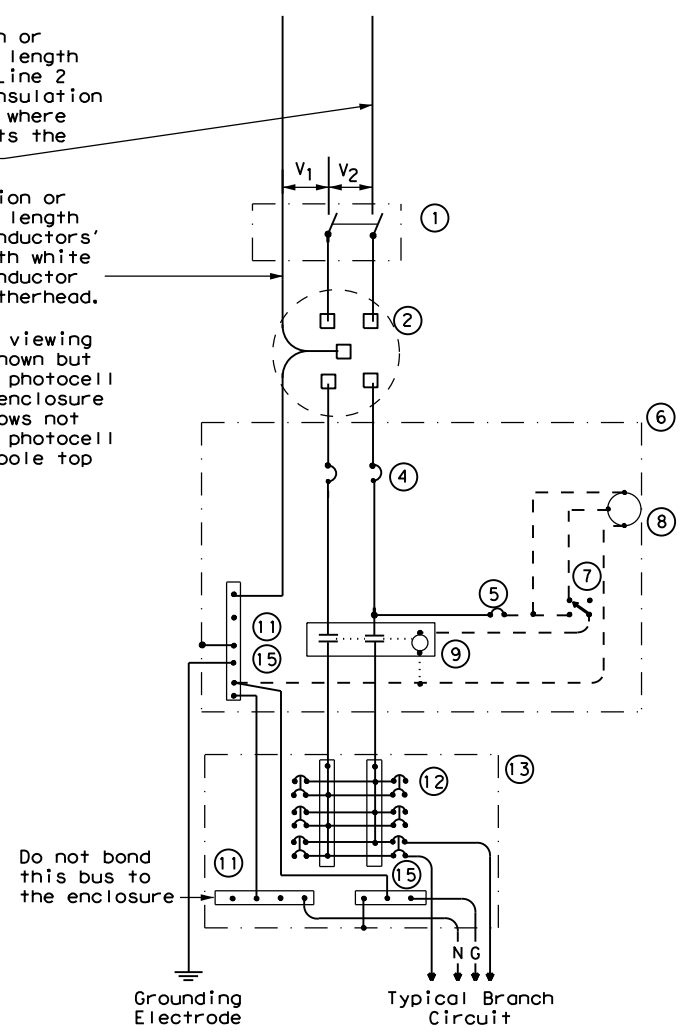 n or
length
Line 2
nsulation
where
ts the
ion or
length
nductors'
th white
nductor
therhead.
viewing
hown but
photocell
enclosure
ows not
photocell
pole top
V1
V2
1
2
4
6
8
7
5
9
11
15
13
12
11
15
Do not bond
this bus to
the enclosure
N G
Grounding
Electrode
Typical Branch
Circuit